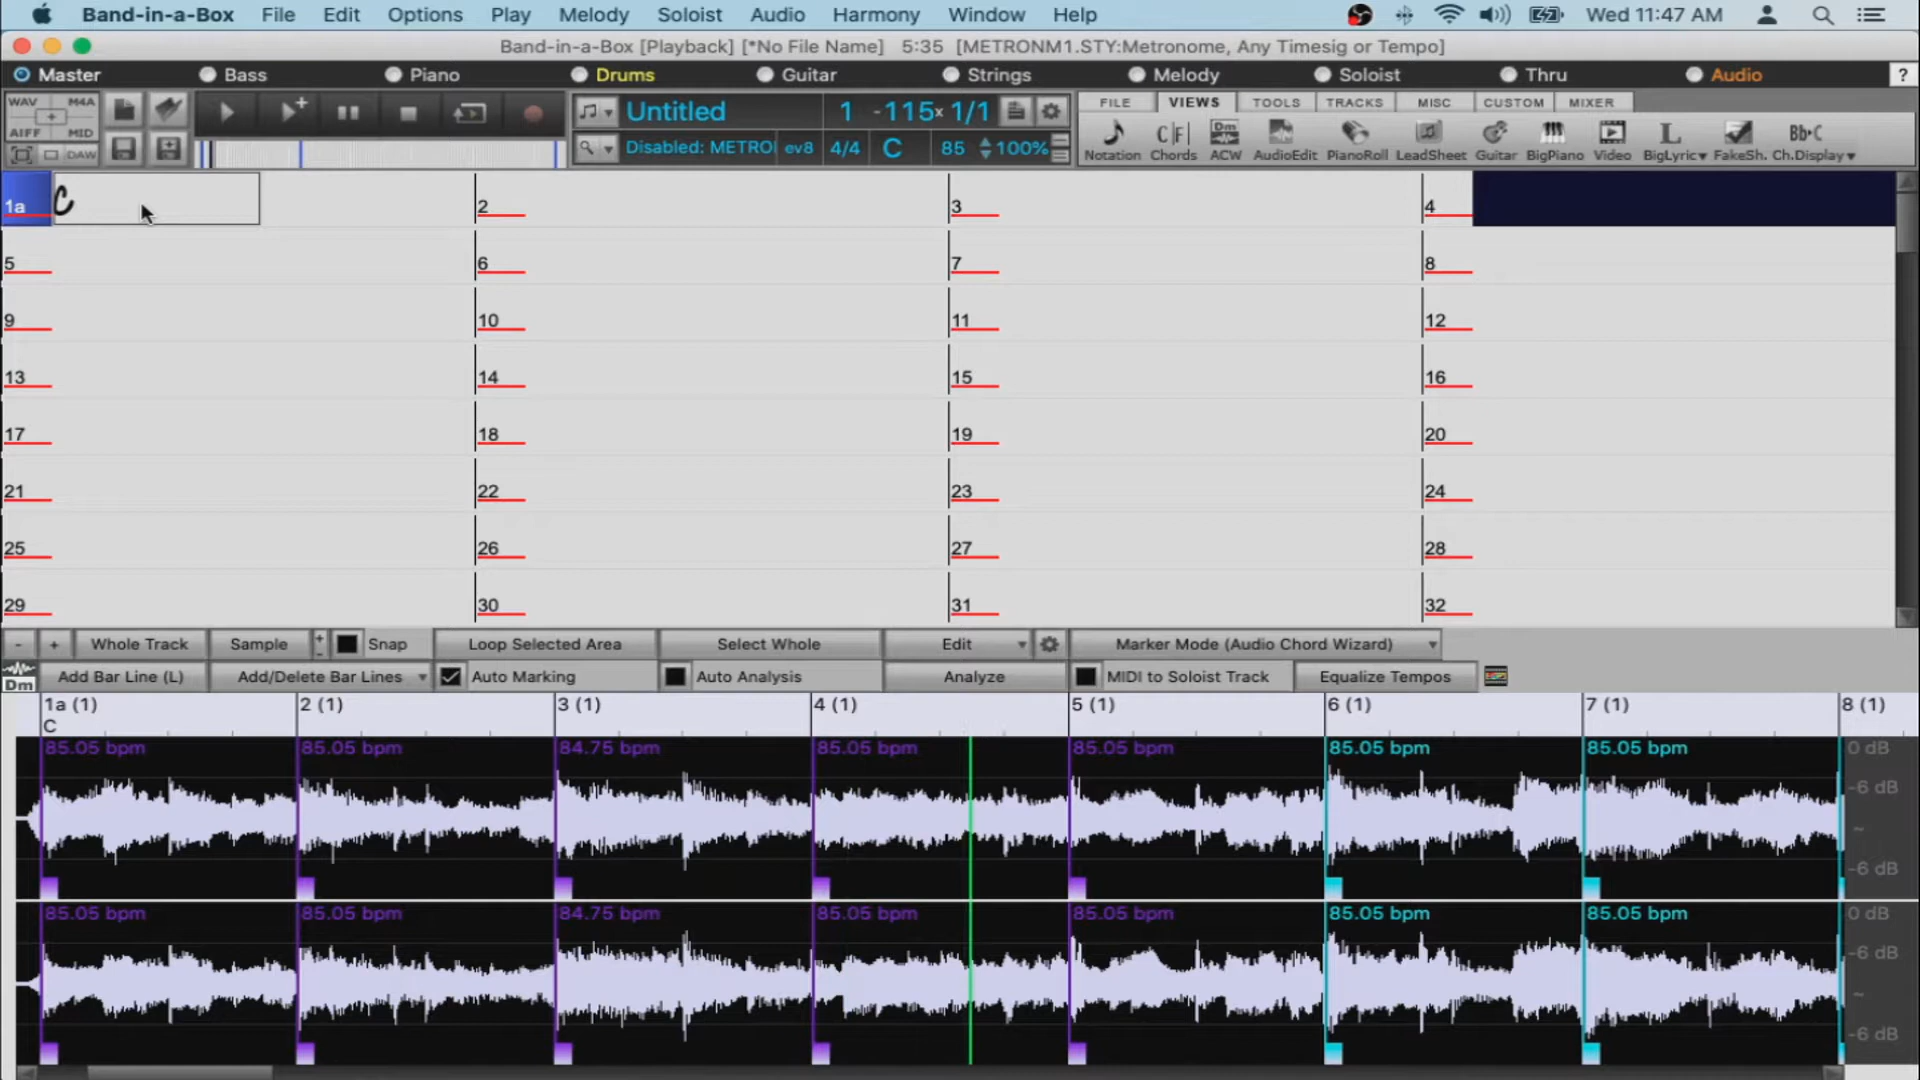 Band-in-a-Box File Edit Options Play Melody Soloist Audio Harmony Window Help Wed 11:47 AM
Band-in-a-Box [Playback] [*No File Name] 5:35 [METRONM1.STY:Metronome, Any Timesig or Tempo]
Master Bass Piano Drums Guitar Strings Melody Soloist Thru Audio ?
WAV M4A AIFF MID DAW
Untitled 1 -115x 1/1
Disabled: METRO ev8 4/4 C 85 100%
FILE VIEWS TOOLS TRACKS MISC CUSTOM MIXER
C|F| Dm L Bb▸C
Notation Chords ACW AudioEdit PianoRoll LeadSheet Guitar BigPiano Video BigLyric FakeSh. Ch.Display
1a C 2 3 4
5 6 7 8
9 10 11 12
13 14 15 16
17 18 19 20
21 22 23 24
25 26 27 28
29 30 31 32
- + Whole Track Sample + - Snap Loop Selected Area Select Whole Edit Marker Mode (Audio Chord Wizard)
Dm Add Bar Line (L) Add/Delete Bar Lines Auto Marking Auto Analysis Analyze MIDI to Soloist Track Equalize Tempos
1a (1) 2 (1) 3 (1) 4 (1) 5 (1) 6 (1) 7 (1) 8 (1)
C
85.05 bpm 85.05 bpm 84.75 bpm 85.05 bpm 85.05 bpm 85.05 bpm 85.05 bpm 0 dB
-6 dB
~
-6 dB
85.05 bpm 85.05 bpm 84.75 bpm 85.05 bpm 85.05 bpm 85.05 bpm 85.05 bpm 0 dB
-6 dB
~
-6 dB